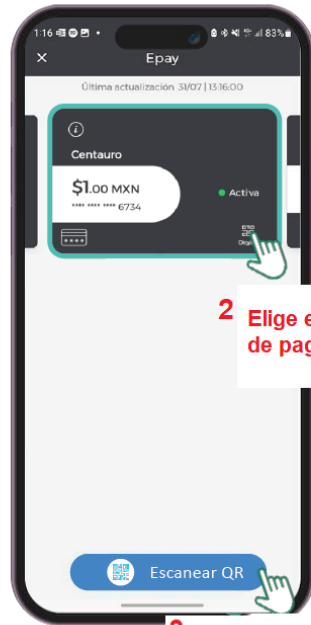 1:16 83%
Epay
Última actualización 31/07 | 13:16:00
Centauro
$1.00 MXN
**** **** **** 6734
Activa
2
Elige
de
Escanear QR